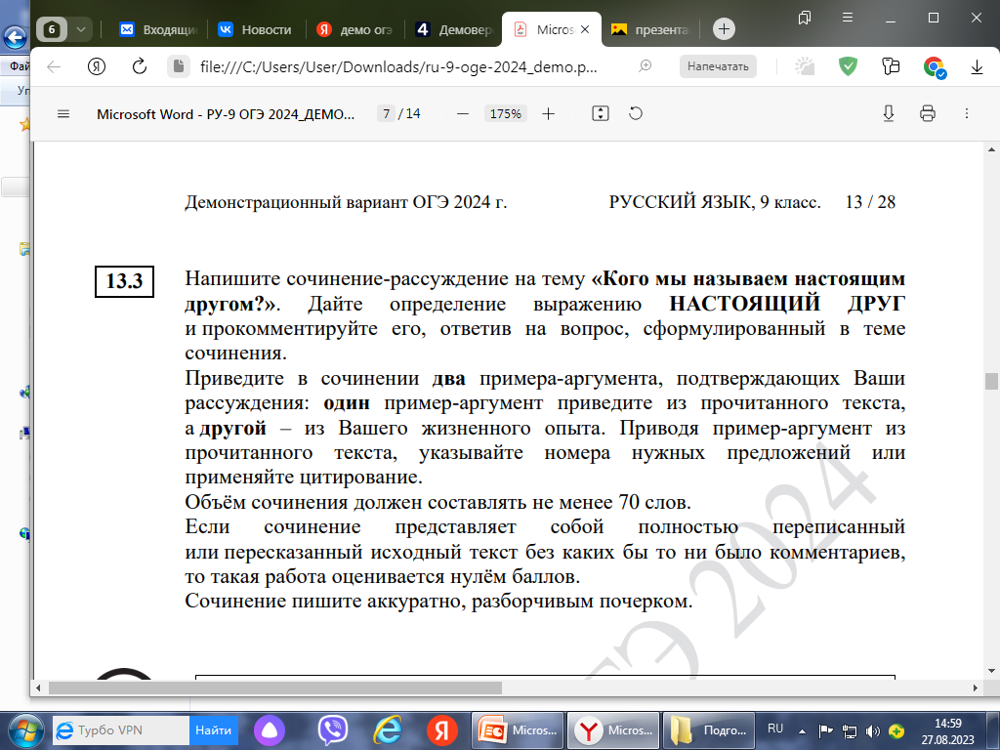 6
Входящи
Новости
демо огэ
Демовер
Micros
презента
file:///C:/Users/User/Downloads/ru-9-oge-2024_demo.p...
Напечатать
Microsoft Word - РУ-9 ОГЭ 2024_ДЕМО...
7 / 14
175%
Фай
Уп
Демонстрационный вариант ОГЭ 2024 г. РУССКИЙ ЯЗЫК, 9 класс. 13 / 28
13.3
Напишите сочинение-рассуждение на тему «Кого мы называем настоящим
другом?». Дайте определение выражению НАСТОЯЩИЙ ДРУГ
и прокомментируйте его, ответив на вопрос, сформулированный в теме
сочинения.
Приведите в сочинении два примера-аргумента, подтверждающих Ваши
рассуждения: один пример-аргумент приведите из прочитанного текста,
а другой – из Вашего жизненного опыта. Приводя пример-аргумент из
прочитанного текста, указывайте номера нужных предложений или
применяйте цитирование.
Объём сочинения должен составлять не менее 70 слов.
Если сочинение представляет собой полностью переписанный
или пересказанный исходный текст без каких бы то ни было комментариев,
то такая работа оценивается нулём баллов.
Сочинение пишите аккуратно, разборчивым почерком.
ОГЭ 2024
Турбо VPN
Найти
Micros...
Micros...
Подго...
RU
14:59
27.08.2023